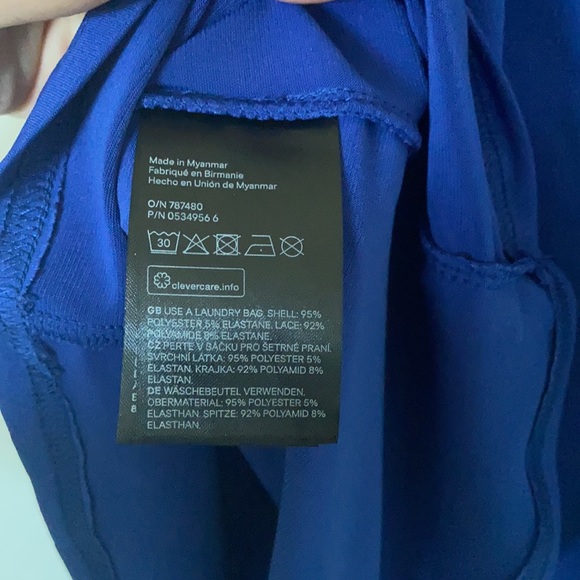 Made in Myanmar
Fabriqué en Birmanie
Hecho en Unión de Myanmar
O/N 787480
P/N 0534956 6
30
clevercare.info
GB USE A LAUNDRY BAG. SHELL: 95%
POLYESTER 5% ELASTANE. LACE: 92%
POLYAMIDE 8% ELASTANE.
CZ PERTE V SÁČKU PRO ŠETRNÉ PRANÍ.
SVRCHNÍ LÁTKA: 95% POLYESTER 5%
ELASTAN. KRAJKA: 92% POLYAMID 8%
ELASTAN.
DE WÄSCHEBEUTEL VERWENDEN.
OBERMATERIAL: 95% POLYESTER 5%
ELASTHAN. SPITZE: 92% POLYAMID 8%
ELASTHAN.